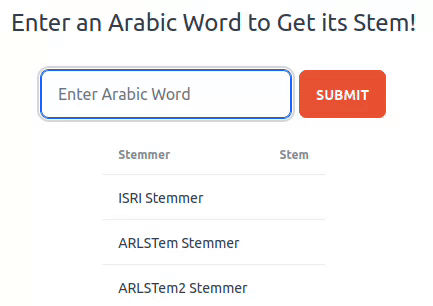 Enter an Arabic Word to Get its Stem!
Enter Arabic Word SUBMIT
Stemmer Stem
ISRI Stemmer
ARLSTem Stemmer
ARLSTem2 Stemmer